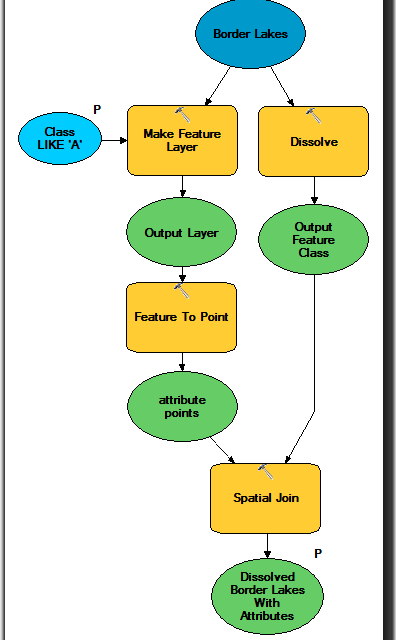 Border Lakes
P
Class
LIKE 'A'
Make Feature
Layer
Dissolve
Output Layer
Output
Feature
Class
Feature To Point
attribute
points
Spatial Join
P
Dissolved
Border Lakes
With
Attributes